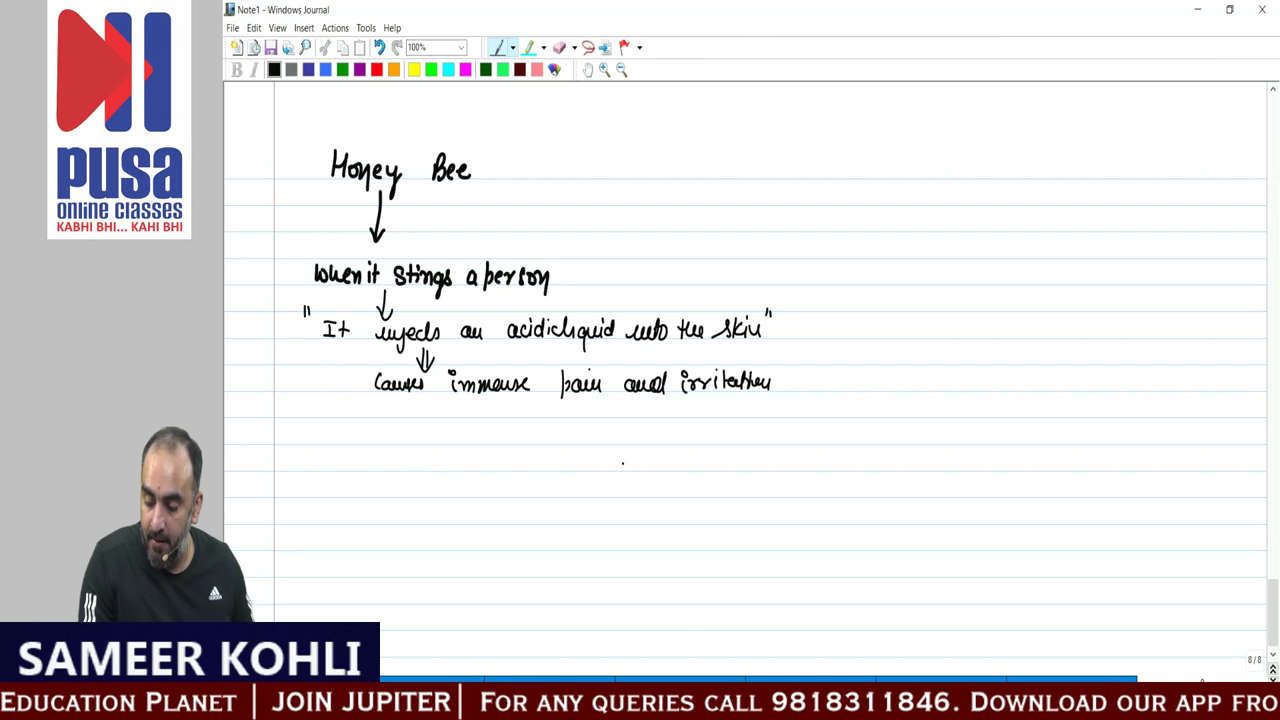 Note1 - Windows Journal
File Edit View Insert Actions Tools Help
100%
B I
PUSA
ONLINE CLASSES
KABHI BHI... KAHI BHI
Honey Bee
When it stings a person
"It injects an acidic liquid into the skin"
Causes immense pain and irritation
8/8
SAMEER KOHLI
Education Planet | JOIN JUPITER | For any queries call 9818311846. Download our app fro